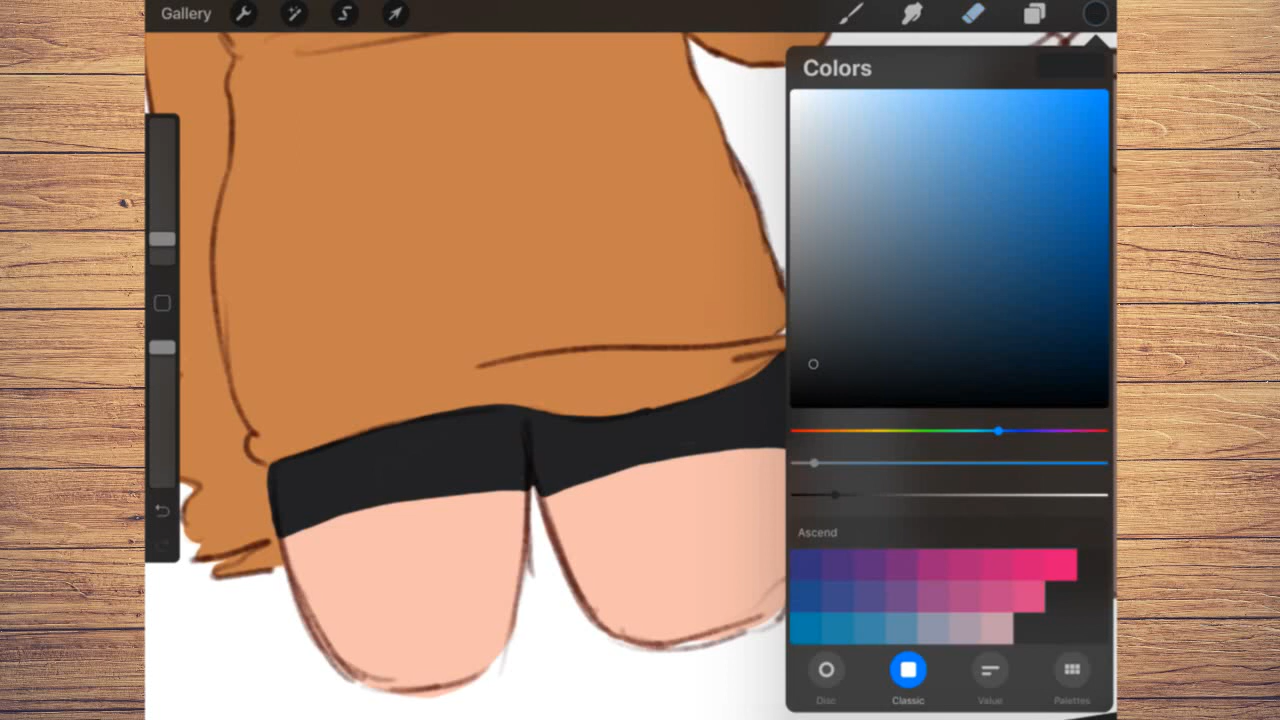 Gallery
Colors
Ascend
Disc
Classic
Value
Palettes